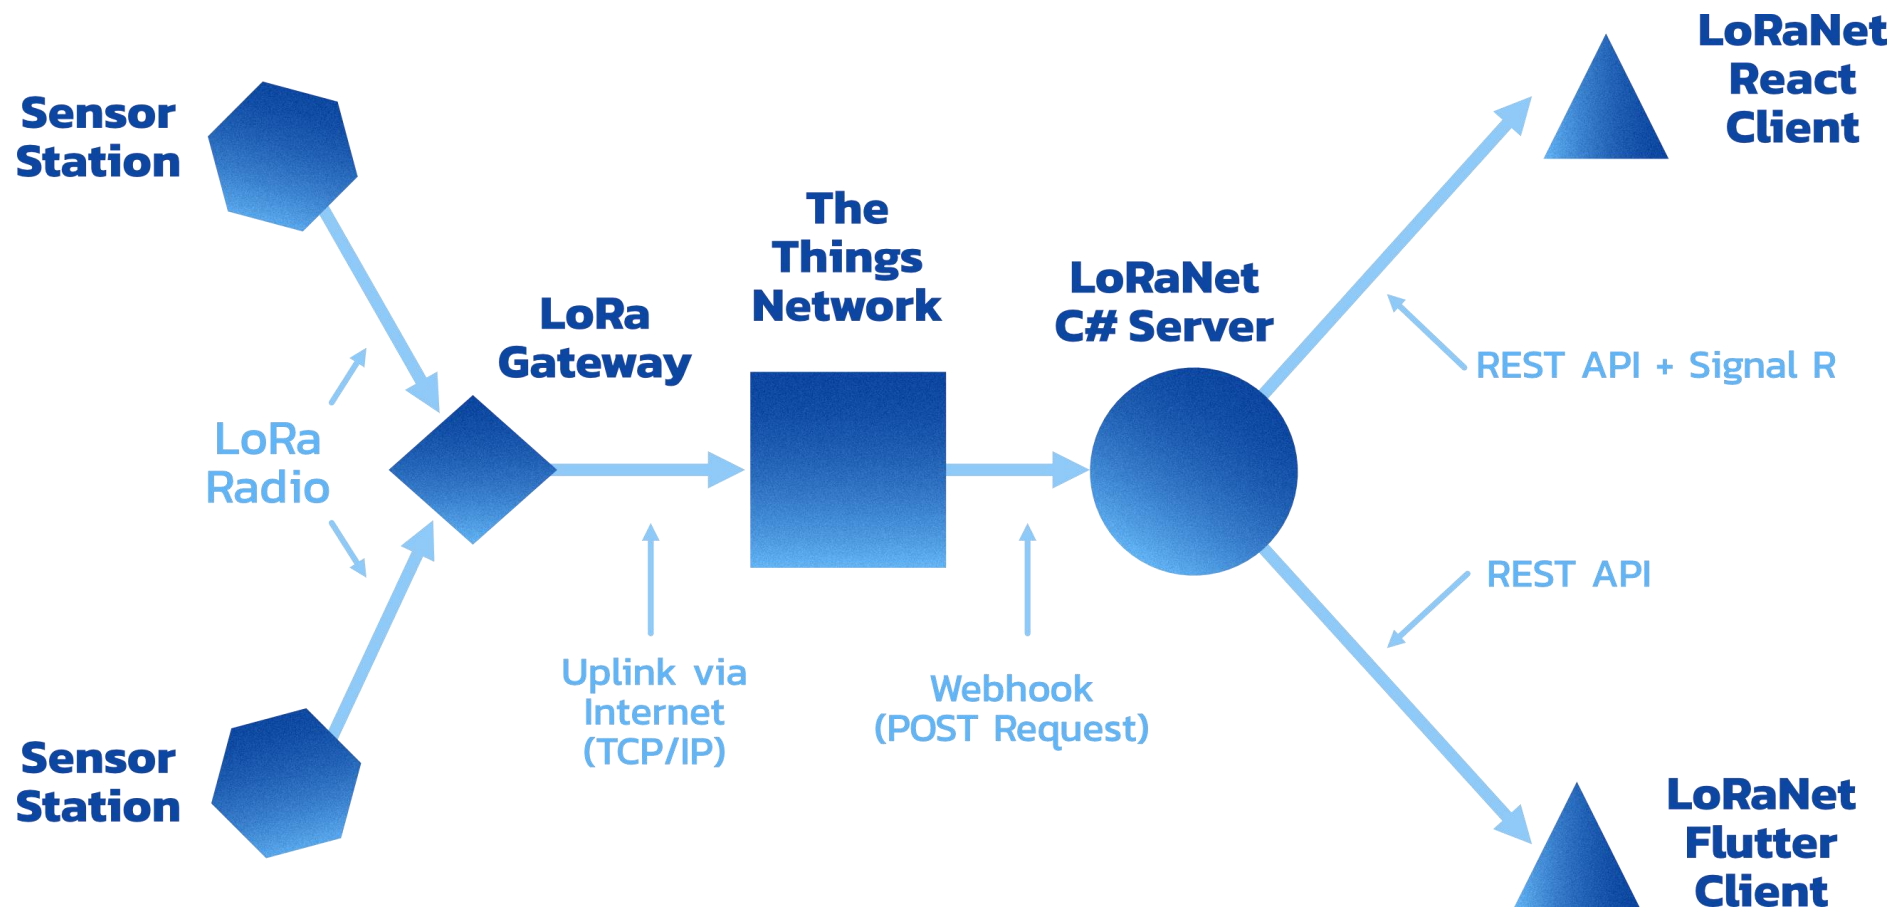 Sensor
Station
LoRa
Radio
Sensor
Station
LoRa
Gateway
Uplink via
Internet
(TCP/IP)
The
Things
Network
Webhook
(POST Request)
LoRaNet
C# Server
LoRaNet
React
Client
REST API + Signal R
REST API
LoRaNet
Flutter
Client